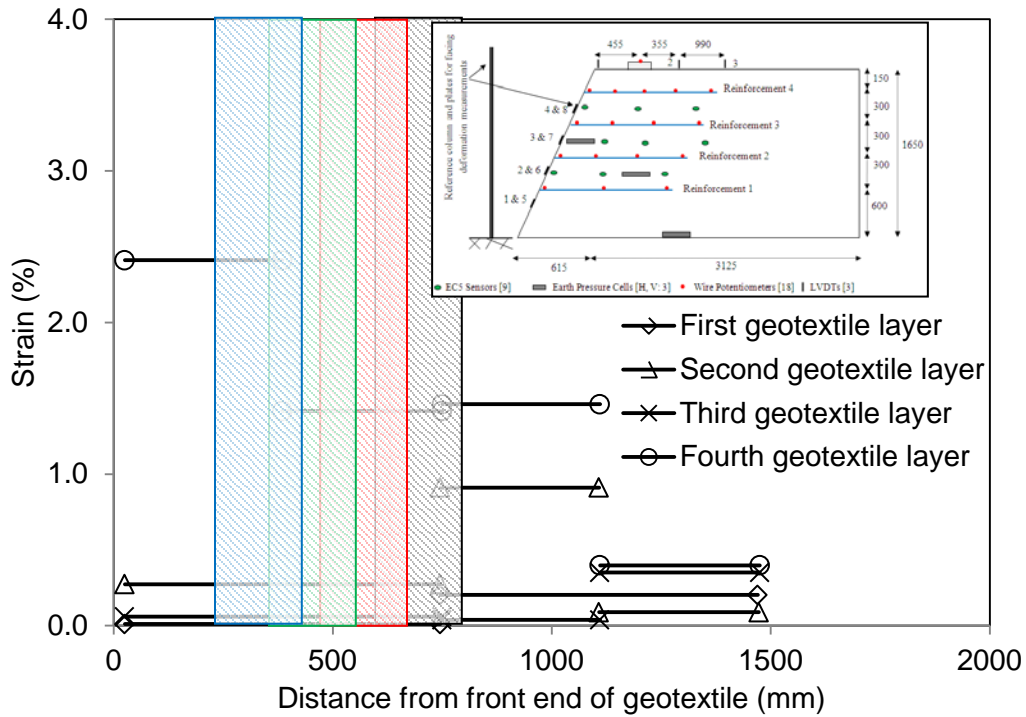 4.0
3.0
2.0
1.0
0.0
Strain (%)
0
500
1000
1500
2000
Distance from front end of geotextile (mm)
First geotextile layer
Second geotextile layer
Third geotextile layer
Fourth geotextile layer
Reference column and plates for facing
deformation measurements
455
355
990
2
3
Reinforcement 4
Reinforcement 3
Reinforcement 2
Reinforcement 1
4 & 8
3 & 7
2 & 6
1 & 5
150
300
300
300
600
1650
615
3125
EC5 Sensors [9]
Earth Pressure Cells [H, V: 3]
Wire Potentiometers [18]
LVDTs [3]